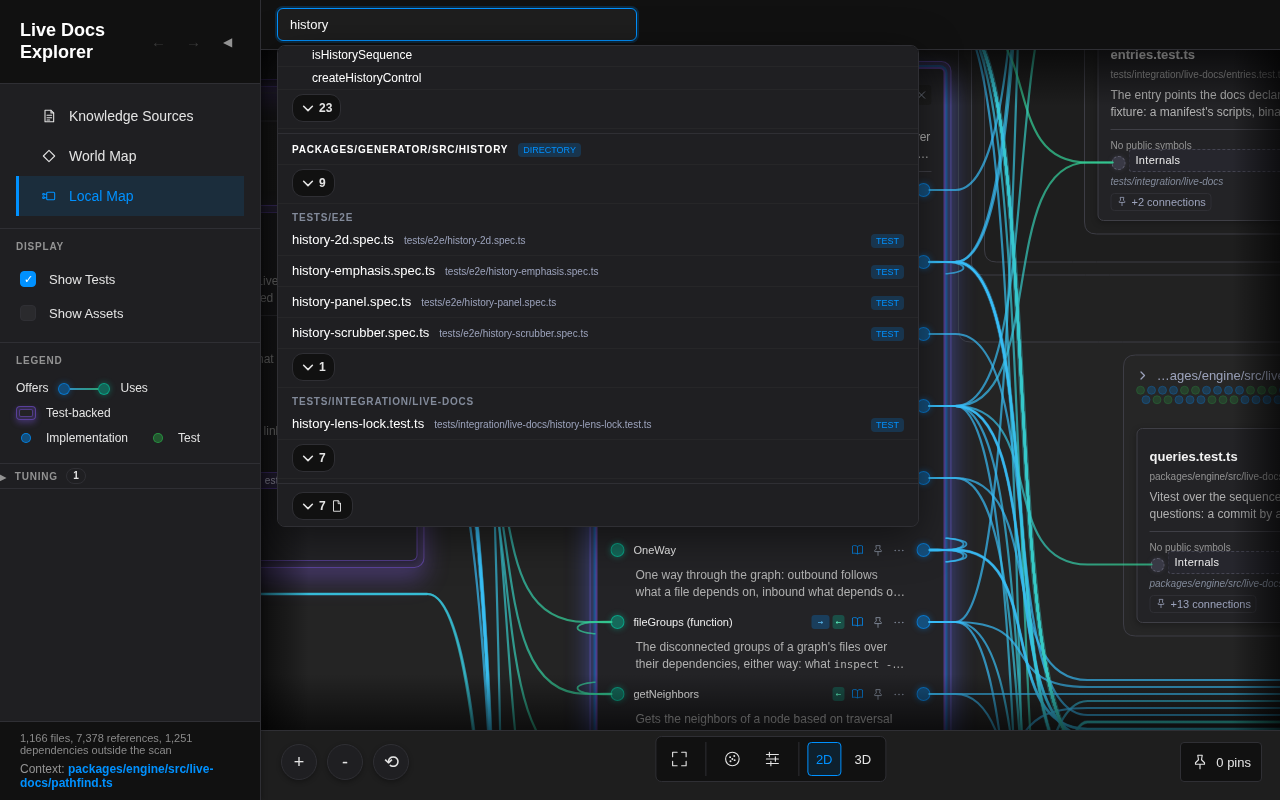 Live Docs
Explorer
← → ◀
history
Knowledge Sources
World Map
Local Map
DISPLAY
✓ Show Tests
Show Assets
LEGEND
Offers Uses
Test-backed
Implementation Test
▶ TUNING 1
1,166 files, 7,378 references, 1,251
dependencies outside the scan
Context: packages/engine/src/live-
docs/pathfind.ts
isHistorySequence
createHistoryControl
23
PACKAGES/GENERATOR/SRC/HISTORY DIRECTORY
9
TESTS/E2E
history-2d.spec.ts tests/e2e/history-2d.spec.ts TEST
history-emphasis.spec.ts tests/e2e/history-emphasis.spec.ts TEST
history-panel.spec.ts tests/e2e/history-panel.spec.ts TEST
history-scrubber.spec.ts tests/e2e/history-scrubber.spec.ts TEST
1
TESTS/INTEGRATION/LIVE-DOCS
history-lens-lock.test.ts tests/integration/live-docs/history-lens-lock.test.ts TEST
7
7
OneWay
One way through the graph: outbound follows
what a file depends on, inbound what depends o…
fileGroups (function) → ←
The disconnected groups of a graph's files over
their dependencies, either way: what inspect -…
getNeighbors ←
Gets the neighbors of a node based on traversal
entries.test.ts
tests/integration/live-docs/entries.test
The entry points the docs
fixture: a manifest's scripts,
No public symbols
Internals
tests/integration/live-docs
+2 connections
…ages/engine/src/live
queries.test.ts
packages/engine/src/live-docs
Vitest over the sequence
questions: a commit by a
No public symbols
Internals
packages/engine/src/live-docs
+13 connections
+ - ⟲
2D 3D
0 pins